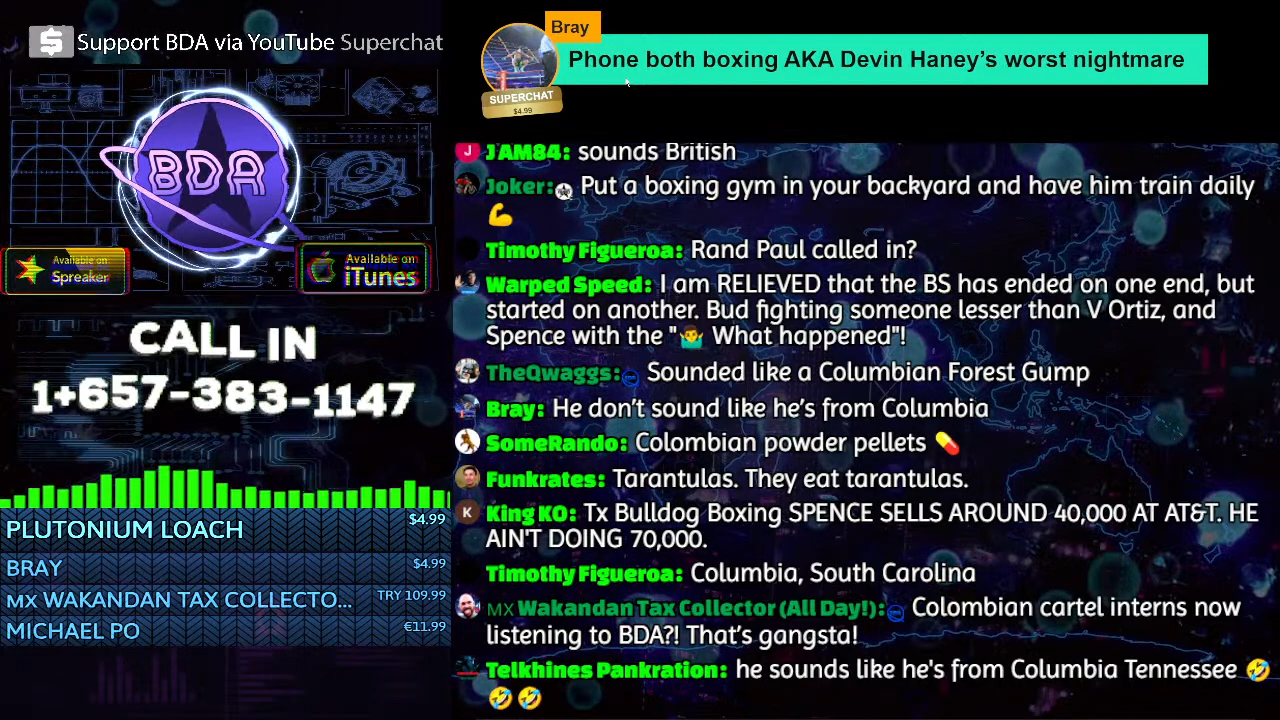 Support BDA via YouTube Superchat
BDA
Available on
Spreaker
Available on
iTunes
CALL IN
1+657-383-1147
PLUTONIUM LOACH $4.99
BRAY $4.99
MX WAKANDAN TAX COLLECTO... TRY 109.99
MICHAEL PO €11.99
Bray
Phone both boxing AKA Devin Haney’s worst nightmare
SUPERCHAT
$4.99
J AM84: sounds British
Joker: Put a boxing gym in your backyard and have him train daily
💪
Timothy Figueroa: Rand Paul called in?
Warped Speed: I am RELIEVED that the BS has ended on one end, but
started on another. Bud fighting someone lesser than V Ortiz, and
Spence with the "🤷‍♂️ What happened"!
TheQwaggs: Sounded like a Columbian Forest Gump
Bray: He don’t sound like he’s from Columbia
SomeRando: Colombian powder pellets 💊
Funkrates: Tarantulas. They eat tarantulas.
K King KO: Tx Bulldog Boxing SPENCE SELLS AROUND 40,000 AT AT&T. HE
AIN'T DOING 70,000.
Timothy Figueroa: Columbia, South Carolina
MX Wakandan Tax Collector (All Day!): Colombian cartel interns now
listening to BDA?! That’s gangsta!
Telkhines Pankration: he sounds like he's from Columbia Tennessee 🤣
🤣 🤣